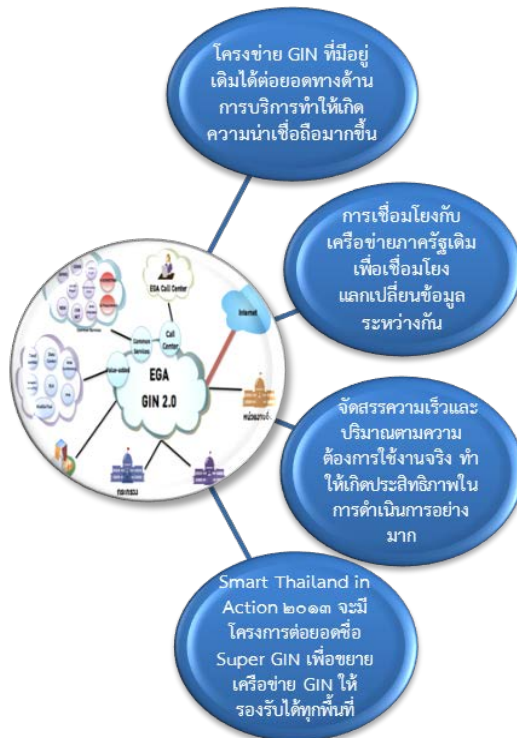 โครงข่าย GIN ที่มีอยู่
เดิมได้ต่อยอดทางด้าน
การบริการทำให้เกิด
ความน่าเชื่อถือมากขึ้น
การเชื่อมโยงกับ
เครือข่ายภาครัฐเดิม
เพื่อเชื่อมโยง
แลกเปลี่ยนข้อมูล
ระหว่างกัน
EGA Call Center
Internet
Common
Services
Call
Center
Value-added
EGA
GIN 2.0
กระทรวง
จัดสรรความเร็วและ
ปริมาณตามความ
ต้องการใช้งานจริง ทำ
ให้เกิดประสิทธิภาพใน
การดำเนินการอย่าง
มาก
Smart Thailand in
Action ๒๐๑๓ จะมี
โครงการต่อยอดชื่อ
Super GIN เพื่อขยาย
เครือข่าย GIN ให้
รองรับได้ทุกพื้นที่